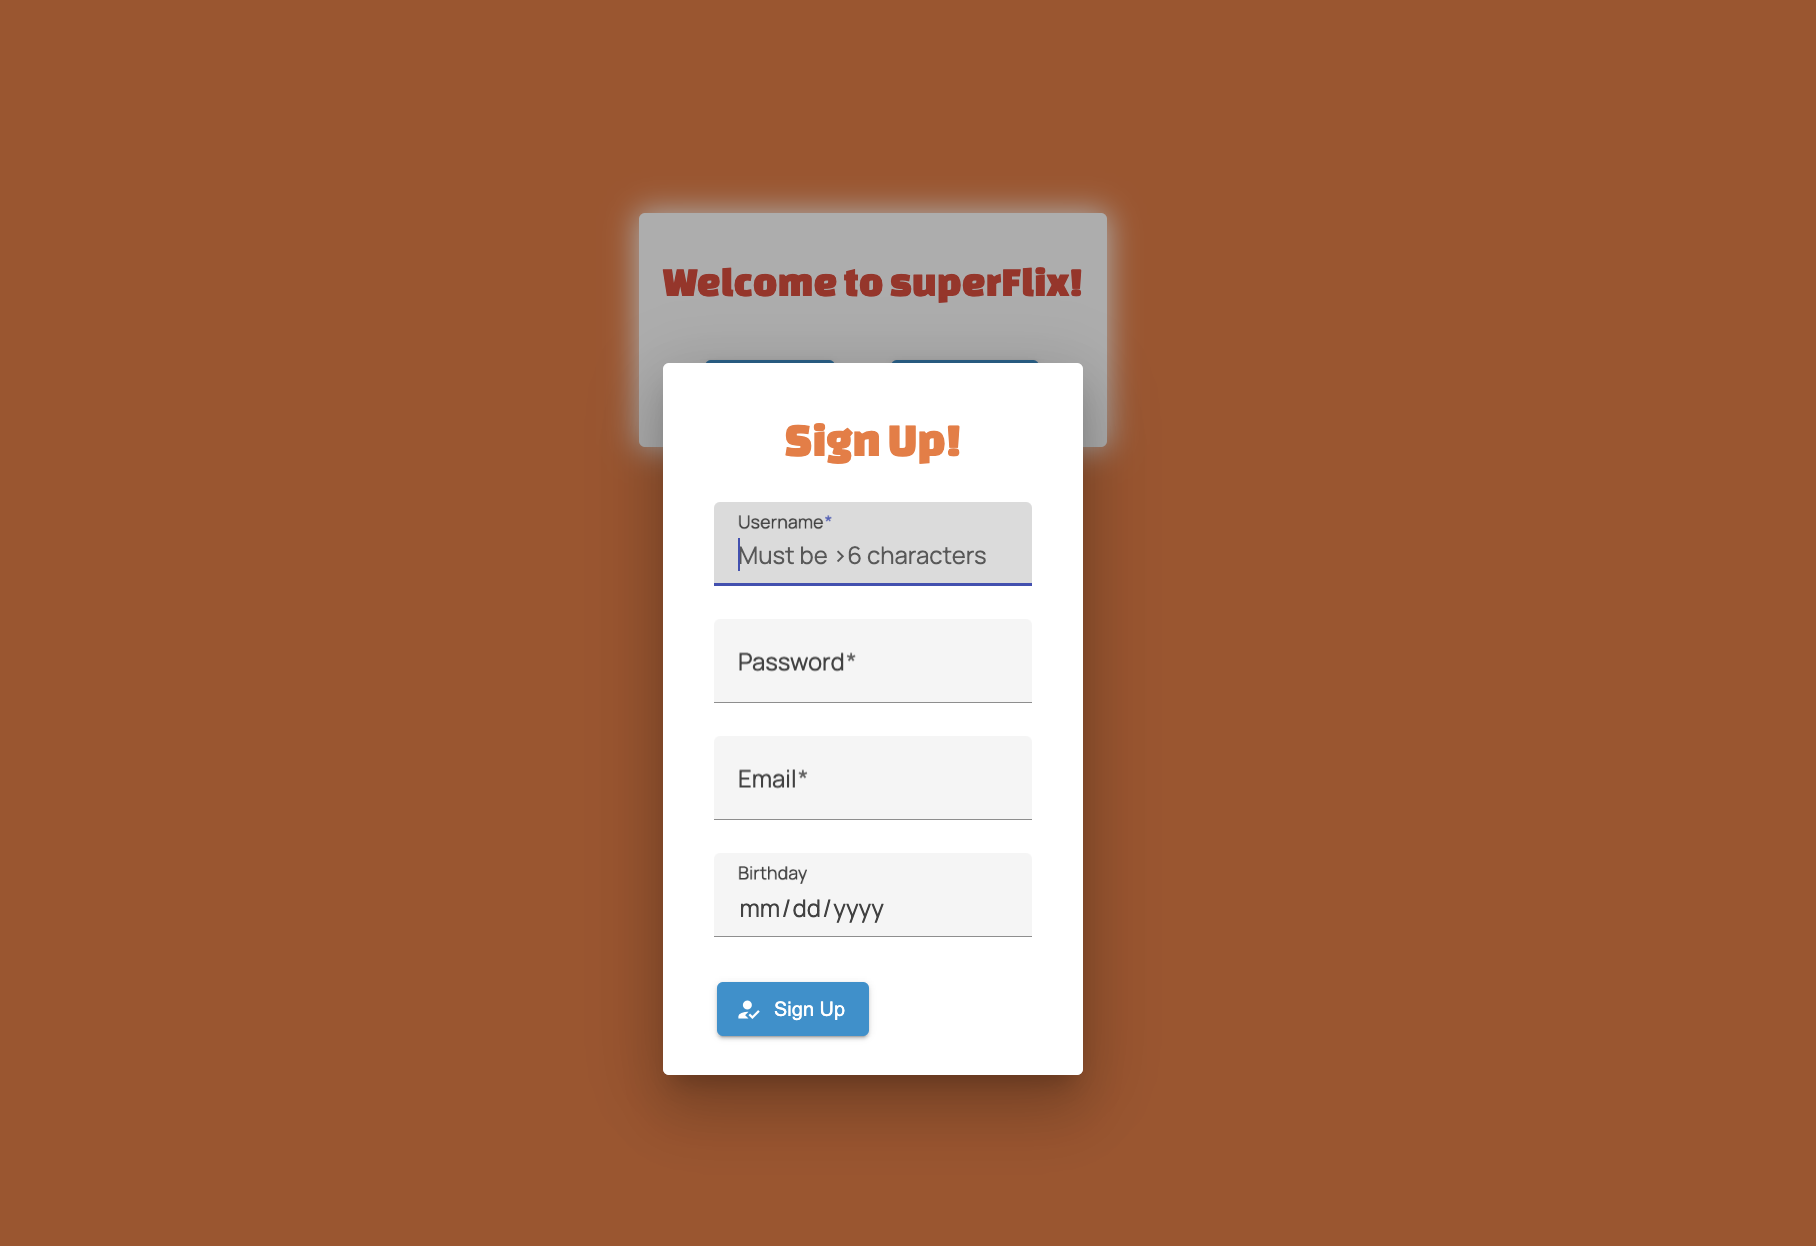 Welcome to superFlix!
Sign Up!
Username*
Must be >6 characters
Password*
Email*
Birthday
mm/dd/yyyy
Sign Up